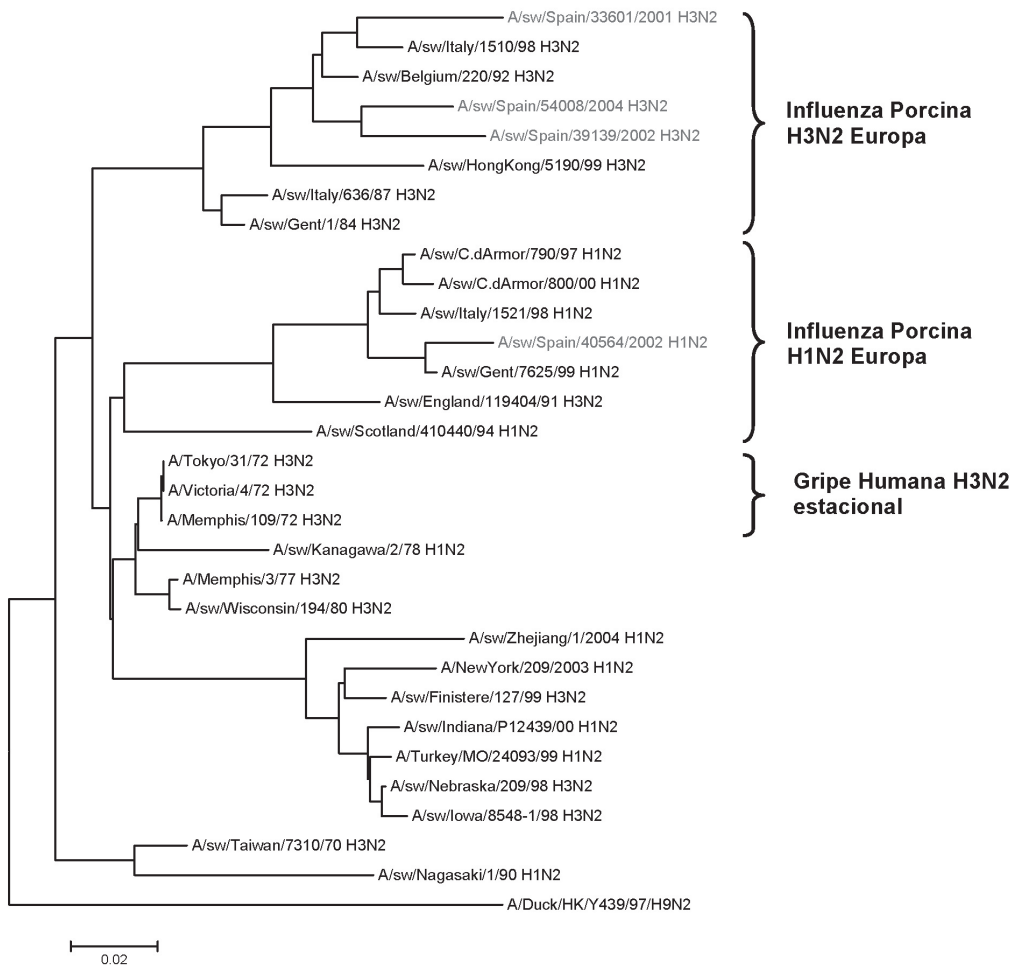 A/sw/Spain/33601/2001 H3N2
A/sw/Italy/1510/98 H3N2
A/sw/Belgium/220/92 H3N2
A/sw/Spain/54008/2004 H3N2
A/sw/Spain/39139/2002 H3N2
A/sw/HongKong/5190/99 H3N2
A/sw/Italy/636/87 H3N2
A/sw/Gent/1/84 H3N2
Influenza Porcina
H3N2 Europa
A/sw/C.dArmor/790/97 H1N2
A/sw/C.dArmor/800/00 H1N2
A/sw/Italy/1521/98 H1N2
A/sw/Spain/40564/2002 H1N2
A/sw/Gent/7625/99 H1N2
A/sw/England/119404/91 H3N2
A/sw/Scotland/410440/94 H1N2
Influenza Porcina
H1N2 Europa
A/Tokyo/31/72 H3N2
A/Victoria/4/72 H3N2
A/Memphis/109/72 H3N2
Gripe Humana H3N2
estacional
A/sw/Kanagawa/2/78 H1N2
A/Memphis/3/77 H3N2
A/sw/Wisconsin/194/80 H3N2
A/sw/Zhejiang/1/2004 H1N2
A/NewYork/209/2003 H1N2
A/sw/Finistere/127/99 H3N2
A/sw/Indiana/P12439/00 H1N2
A/Turkey/MO/24093/99 H1N2
A/sw/Nebraska/209/98 H3N2
A/sw/Iowa/8548-1/98 H3N2
A/sw/Taiwan/7310/70 H3N2
A/sw/Nagasaki/1/90 H1N2
A/Duck/HK/Y439/97/H9N2
0.02